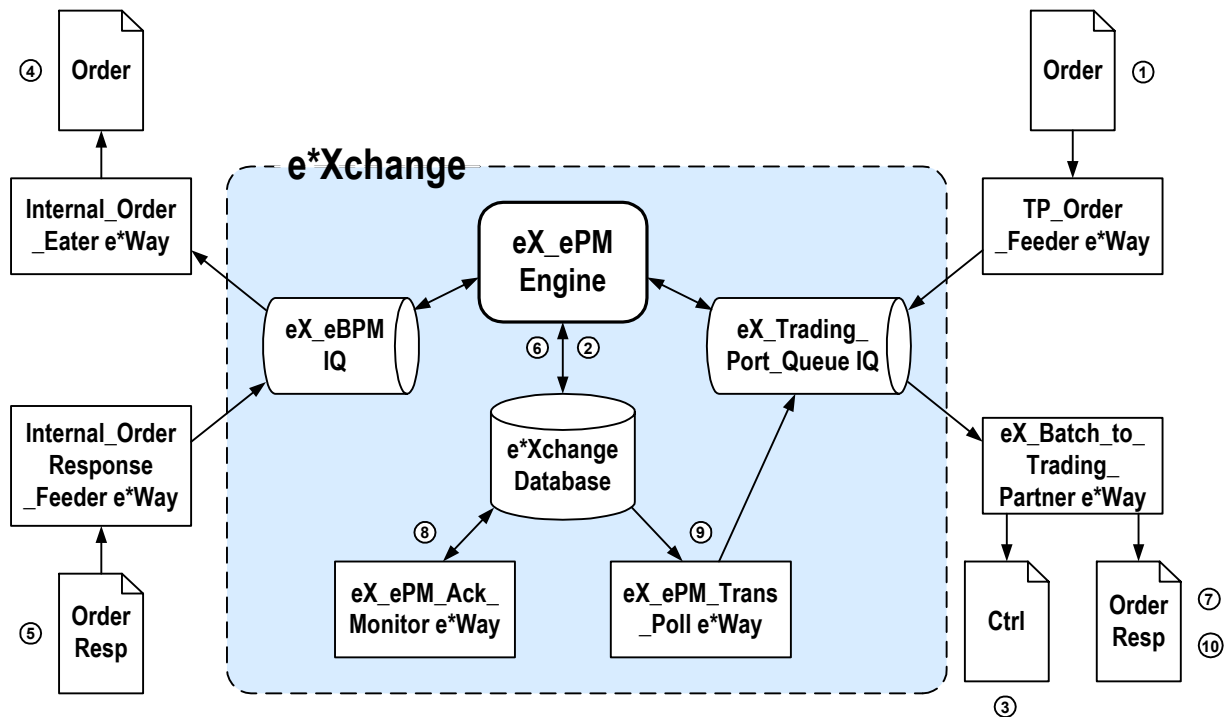 ④
Order
Order
①
e*Xchange
Internal_Order
_Eater e*Way
eX_ePM
Engine
TP_Order
_Feeder e*Way
eX_eBPM
IQ
⑥
②
eX_Trading_
Port_Queue IQ
Internal_Order
Response
_Feeder e*Way
e*Xchange
Database
eX_Batch_to_
Trading_
Partner e*Way
⑧
⑨
⑤
Order
Resp
eX_ePM_Ack_
Monitor e*Way
eX_ePM_Trans
_Poll e*Way
Ctrl
Order
Resp
⑦
⑩
③